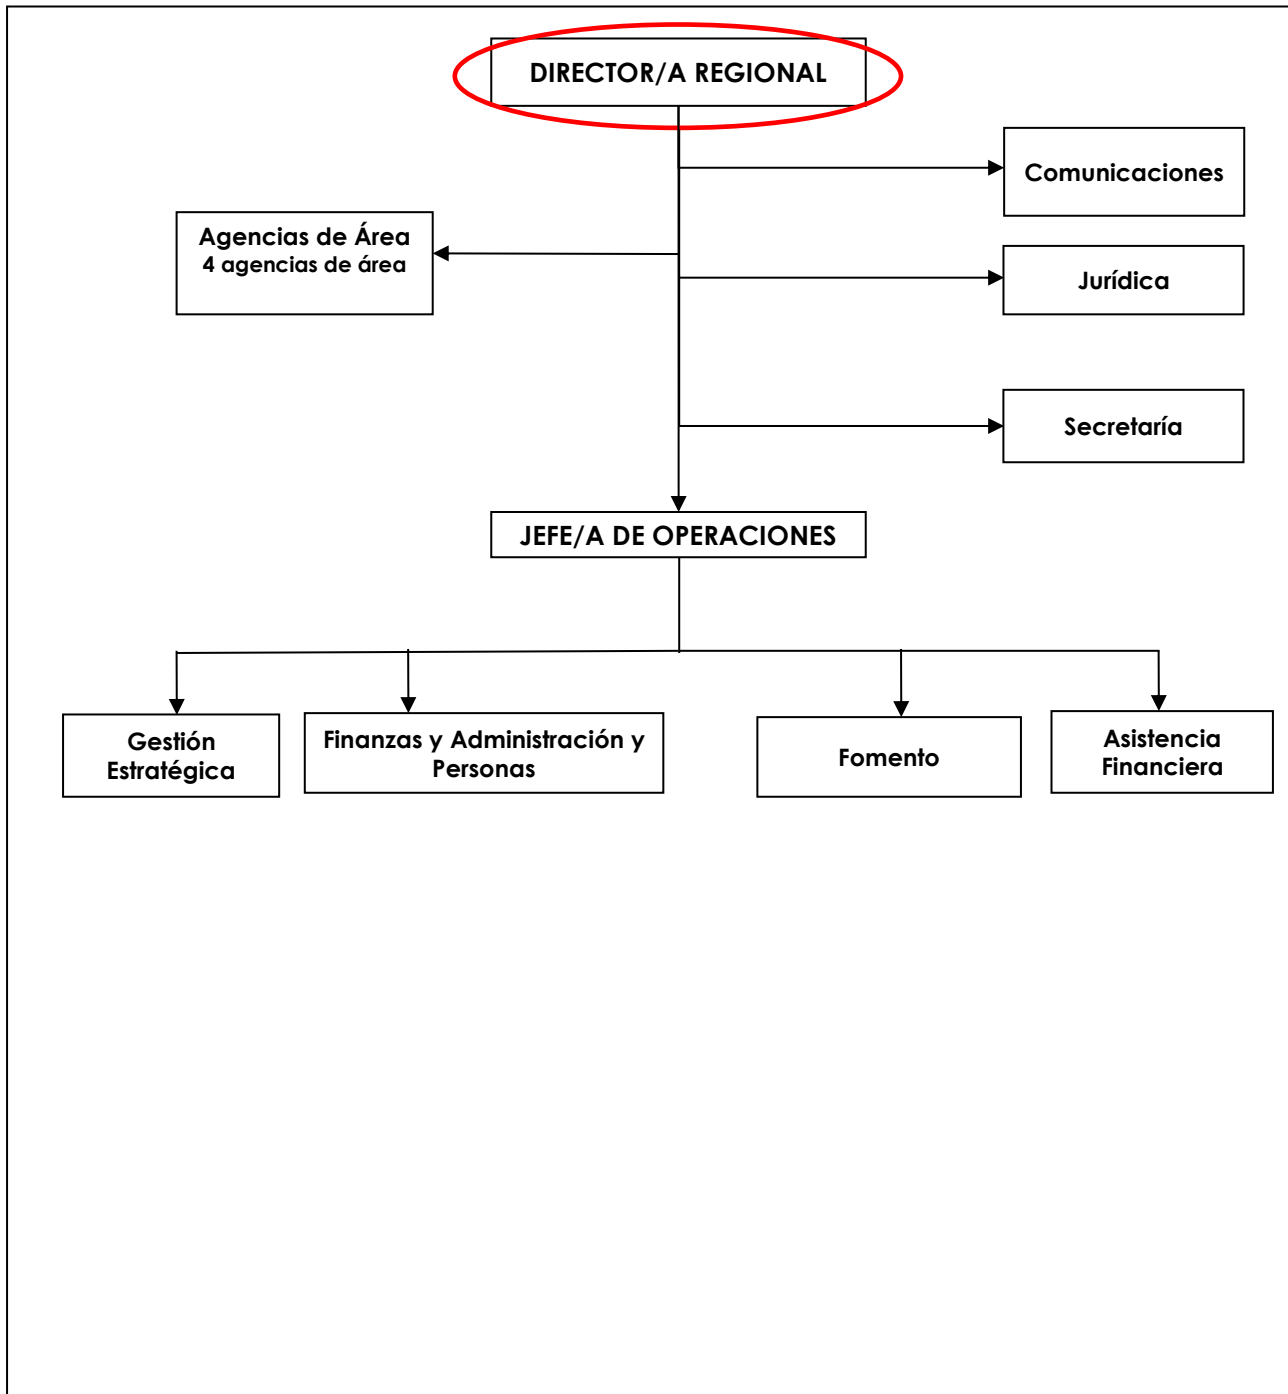 DIRECTOR/A REGIONAL
Comunicaciones
Agencias de Área
4 agencias de área
Jurídica
Secretaría
JEFE/A DE OPERACIONES
Gestión
Estratégica
Finanzas y Administración y
Personas
Fomento
Asistencia
Financiera